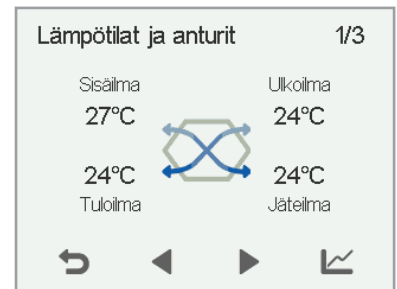 Lämpötilat ja anturit 1/3
Sisäilma Ulkoilma
27°C 24°C
24°C 24°C
Tuloilma Jäteilma